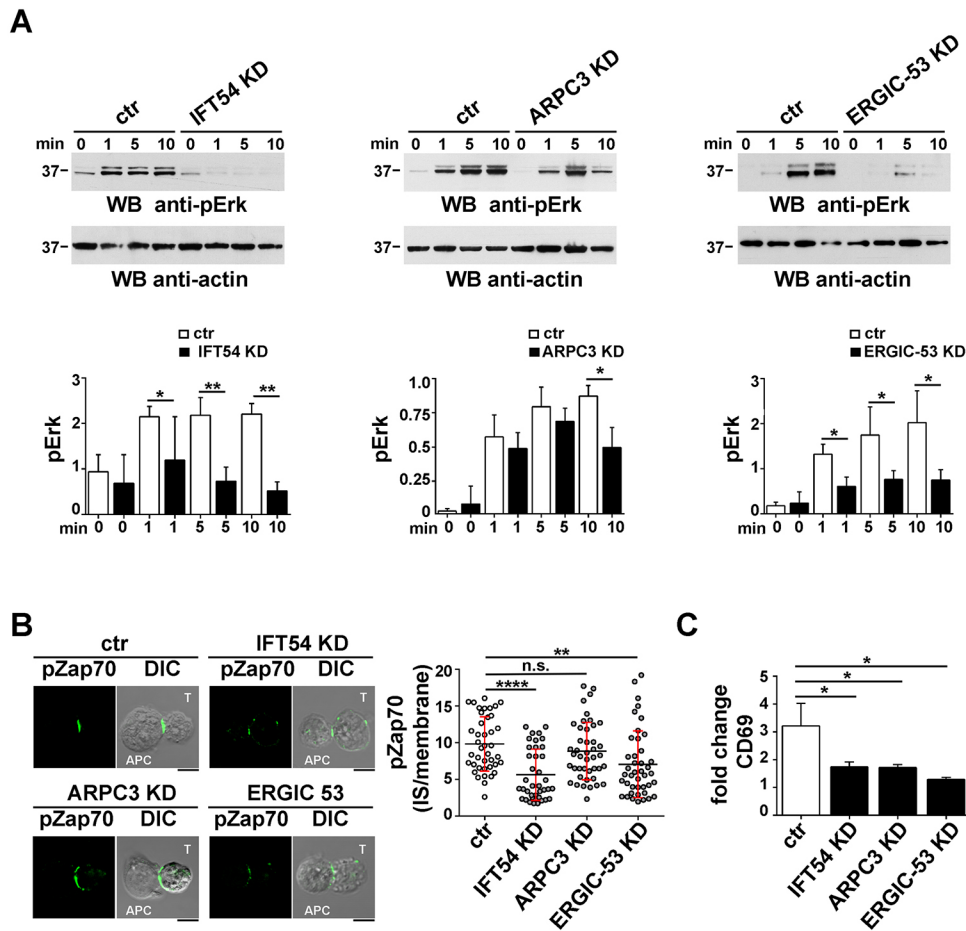 A
ctr IFT54 KD
min 0 1 5 10 0 1 5 10
37
WB anti-pErk
37
WB anti-actin
ctr
IFT54 KD
pErk
3
2
1
0
min 0 0 1 1 5 5 10 10
* ** **
ctr ARPC3 KD
min 0 1 5 10 0 1 5 10
37
WB anti-pErk
37
WB anti-actin
ctr
ARPC3 KD
pErk
1.0
0.75
0.5
0.25
0
min 0 0 1 1 5 5 10 10
*
ctr ERGIC-53 KD
min 0 1 5 10 0 1 5 10
37
WB anti-pErk
37
WB anti-actin
ctr
ERGIC-53 KD
pErk
3
2
1
0
min 0 0 1 1 5 5 10 10
* * *
B
ctr IFT54 KD
pZap70 DIC pZap70 DIC
T T
APC APC
ARPC3 KD ERGIC 53
pZap70 DIC pZap70 DIC
T T
APC APC
**
n.s.
****
pZap70
(IS/membrane)
20
15
10
5
0
ctr IFT54 KD ARPC3 KD ERGIC-53 KD
C
*
*
*
fold change
CD69
5
4
3
2
1
0
ctr IFT54 KD ARPC3 KD ERGIC-53 KD